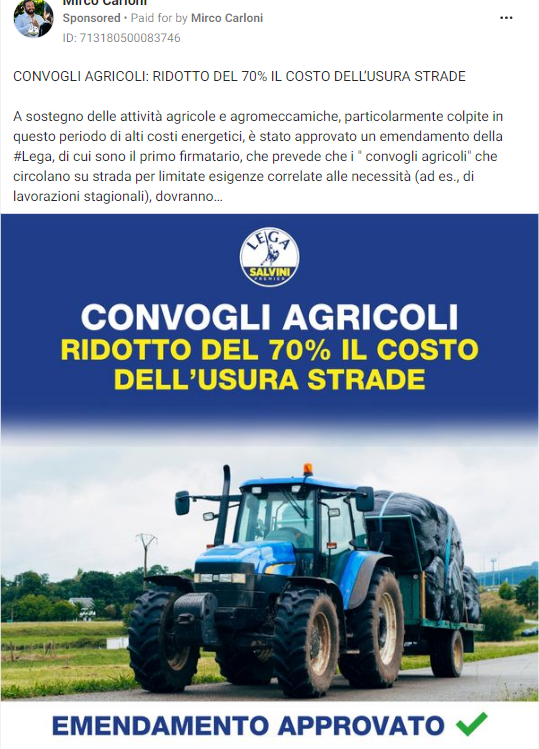 Mirco Carloni
Sponsored • Paid for by Mirco Carloni
ID: 713180500083746
CONVOGLI AGRICOLI: RIDOTTO DEL 70% IL COSTO DELL'USURA STRADE
A sostegno delle attività agricole e agromeccamiche, particolarmente colpite in
questo periodo di alti costi energetici, è stato approvato un emendamento della
#Lega, di cui sono il primo firmatario, che prevede che i " convogli agricoli" che
circolano su strada per limitate esigenze correlate alle necessità (ad es., di
lavorazioni stagionali), dovranno…
LEGA
SALVINI
PREMIER
CONVOGLI AGRICOLI
RIDOTTO DEL 70% IL COSTO
DELL'USURA STRADE
EMENDAMENTO APPROVATO